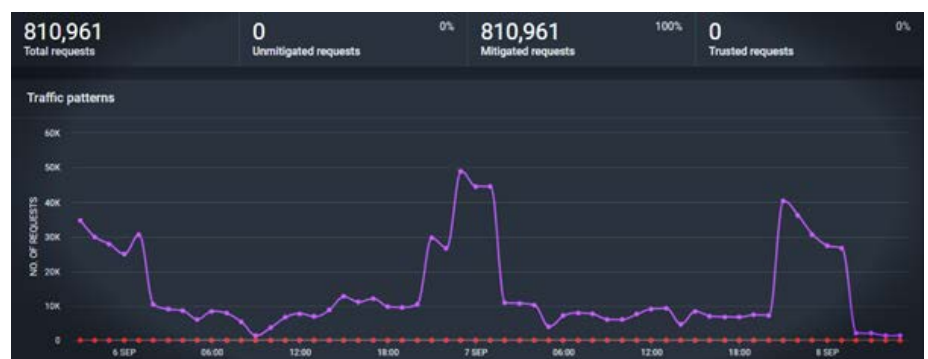 810,961
Total requests
0
0%
Unmitigated requests
810,961
100%
Mitigated requests
0
0%
Trusted requests
Traffic patterns
NO. OF REQUESTS
60K
50K
40K
30K
20K
10K
0
6 SEP 06:00 12:00 18:00 7 SEP 06:00 12:00 18:00 8 SEP